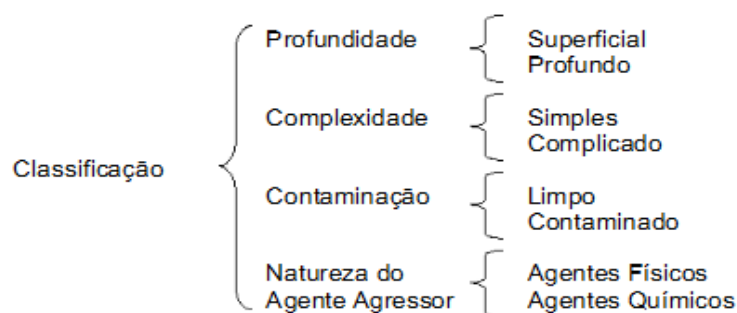 Profundidade
Superficial
Profundo
Complexidade
Simples
Complicado
Classificação
Contaminação
Limpo
Contaminado
Natureza do
Agente Agressor
Agentes Físicos
Agentes Químicos